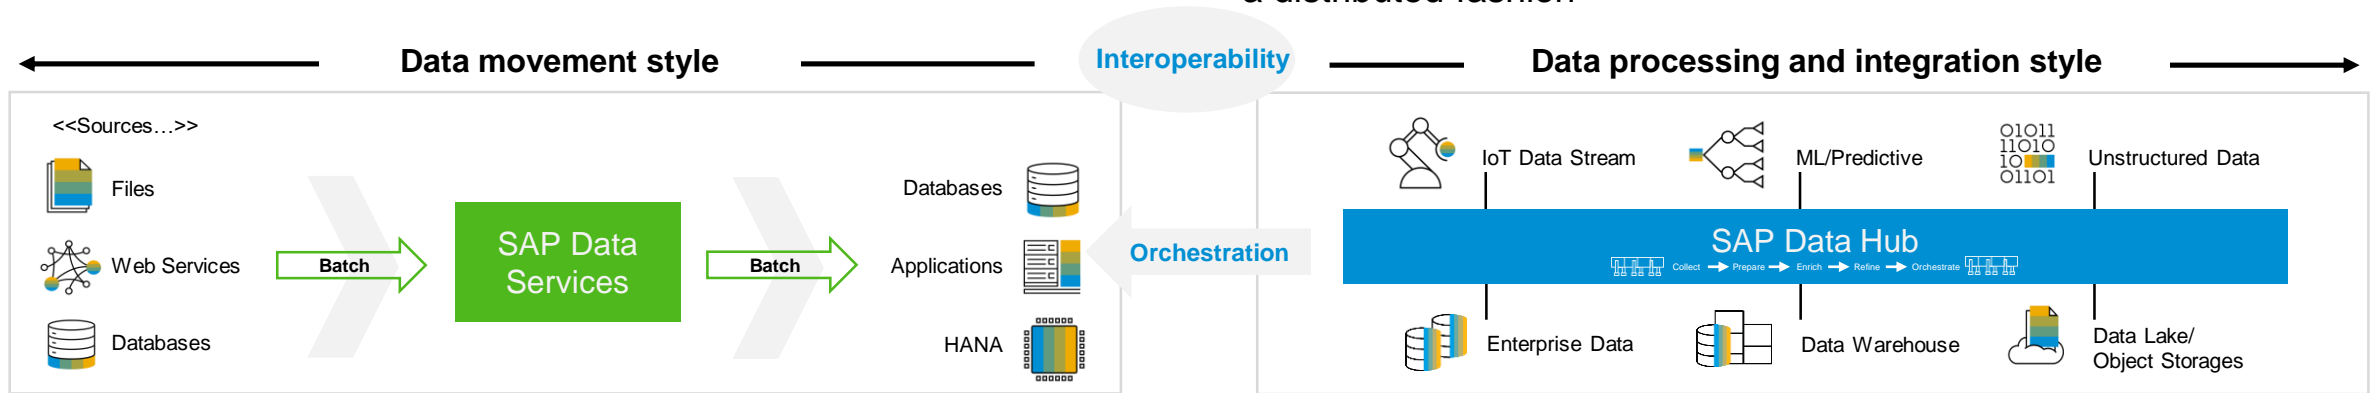 a distributed fashion
Data movement style
Interoperability
Data processing and integration style
<<Sources…>>
Files
Web Services
Databases
Batch
SAP Data
Services
Batch
Databases
Applications
HANA
Orchestration
IoT Data Stream
ML/Predictive
01011
11010
10
01101
Unstructured Data
SAP Data Hub
Collect Prepare Enrich Refine Orchestrate
Enterprise Data
Data Warehouse
Data Lake/
Object Storages